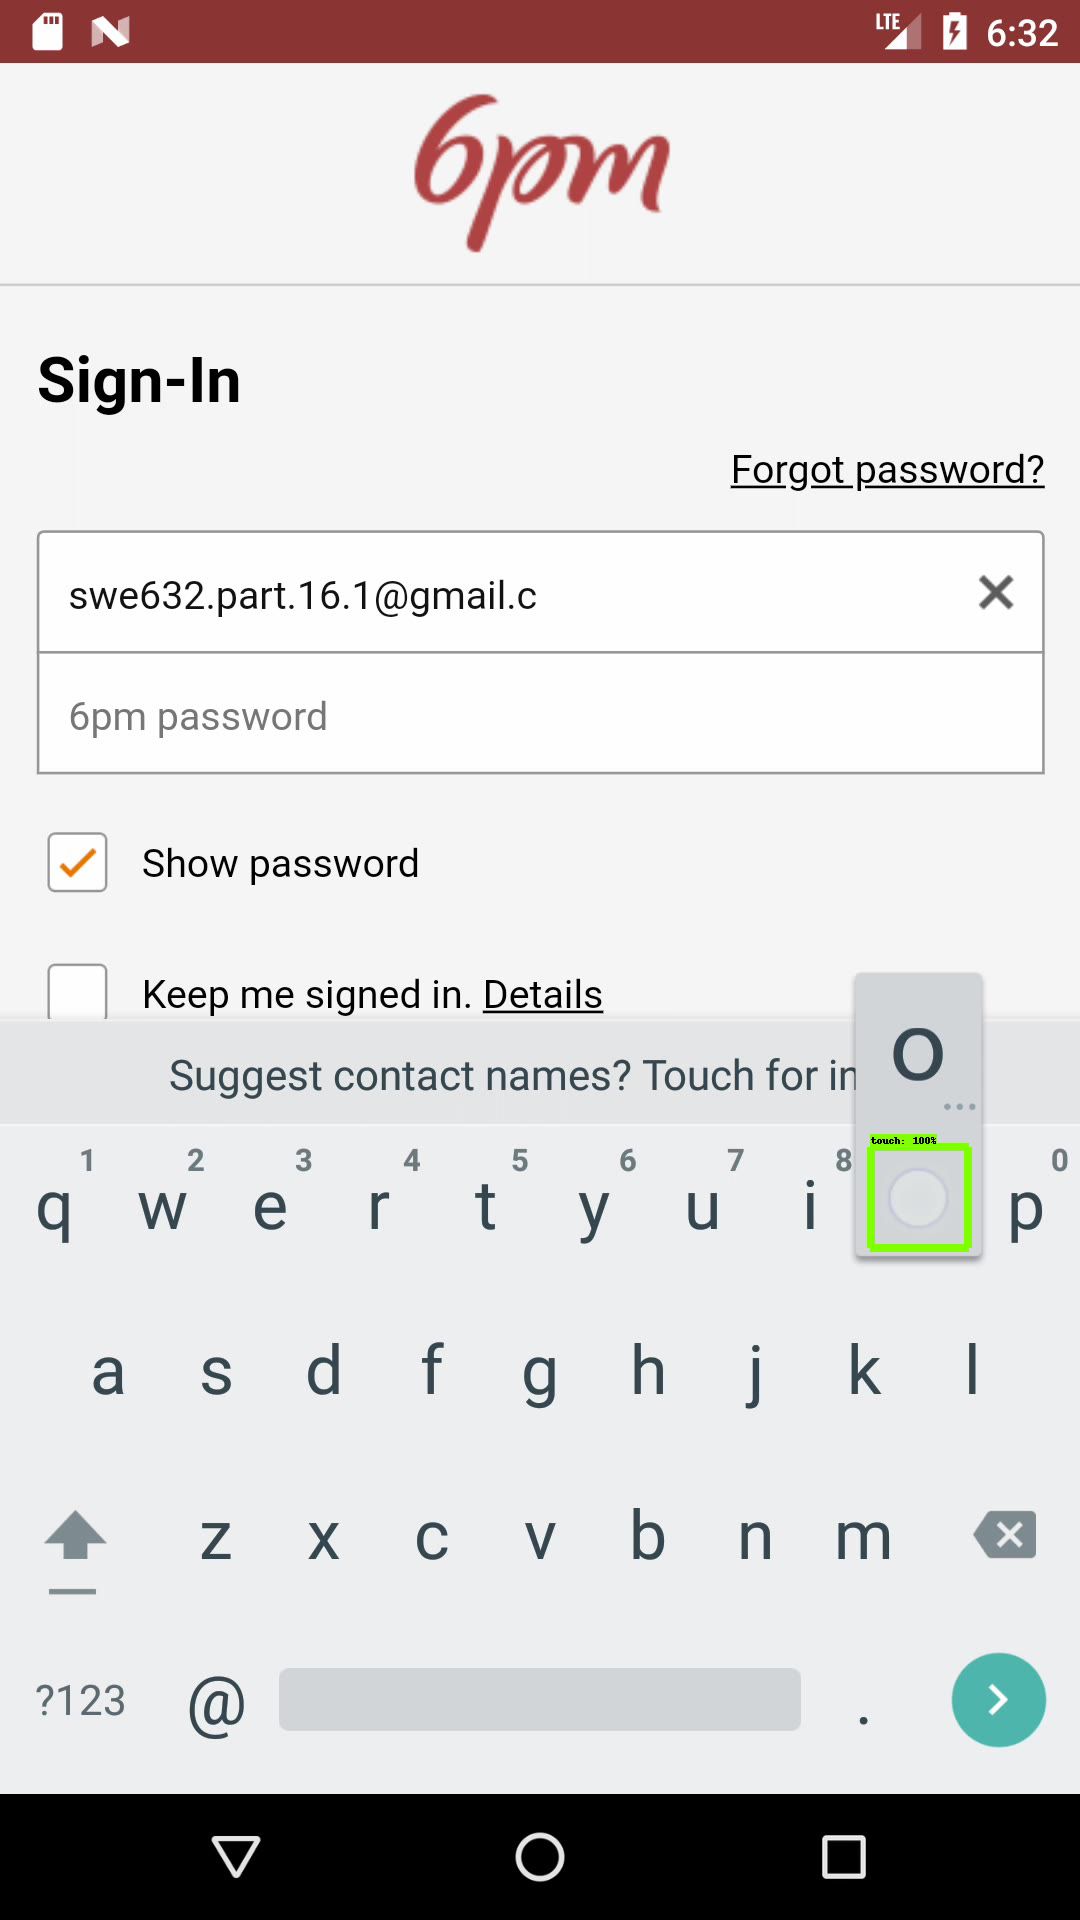 LTE 6:32
6pm
Sign-In
Forgot password?
swe632.part.16.1@gmail.c
6pm password
Show password
Keep me signed in. Details
o
Suggest contact names? Touch for in
touch: 100%
1 2 3 4 5 6 7 8 0
q w e r t y u i p
a s d f g h j k l
z x c v b n m
?123 @ .